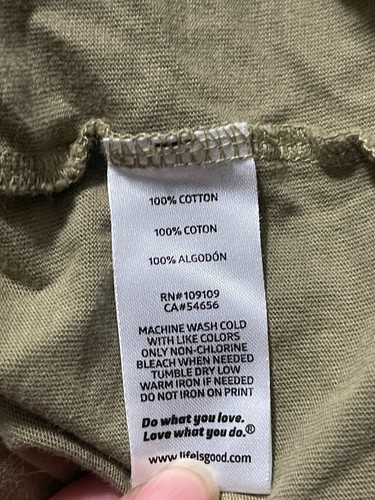 100% COTTON
100% COTON
100% ALGODÓN
RN#109109
CA#54656
MACHINE WASH COLD
WITH LIKE COLORS
ONLY NON-CHLORINE
BLEACH WHEN NEEDED
TUMBLE DRY LOW
WARM IRON IF NEEDED
DO NOT IRON ON PRINT
Do what you love.
Love what you do.®
www.lifeisgood.com